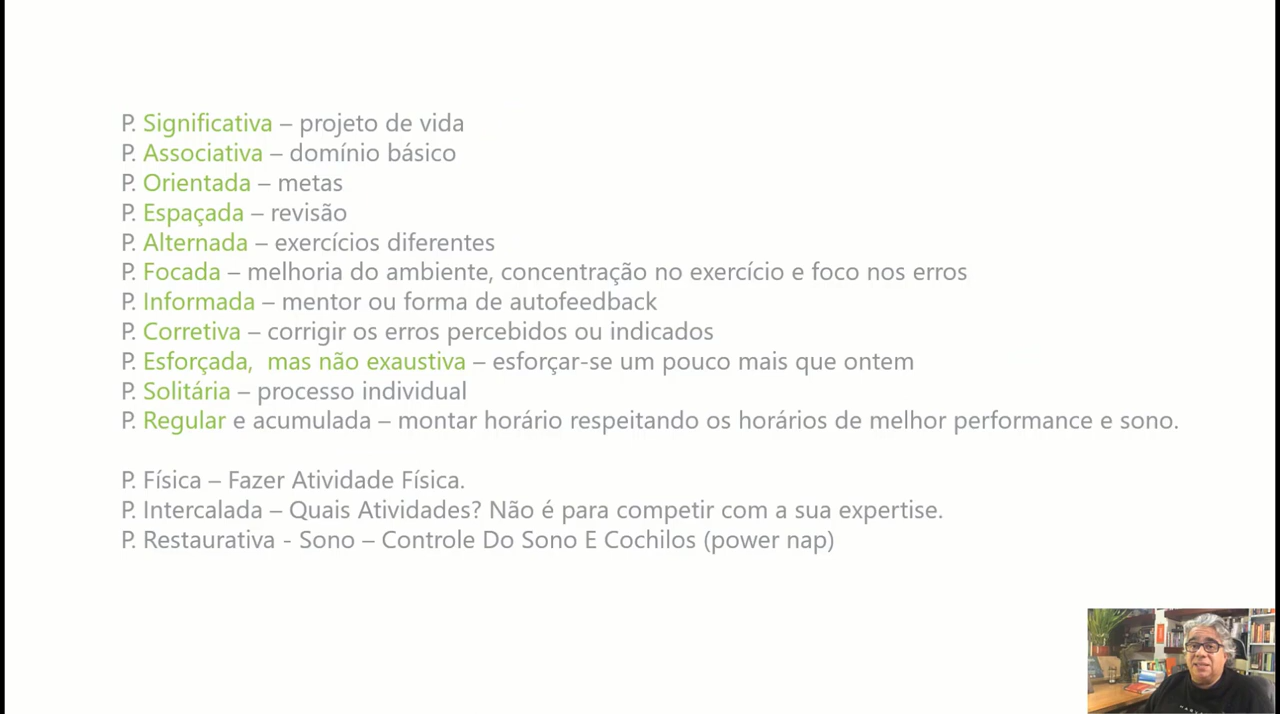 P. Significativa – projeto de vida
P. Associativa – domínio básico
P. Orientada – metas
P. Espaçada – revisão
P. Alternada – exercícios diferentes
P. Focada – melhoria do ambiente, concentração no exercício e foco nos erros
P. Informada – mentor ou forma de autofeedback
P. Corretiva – corrigir os erros percebidos ou indicados
P. Esforçada, mas não exaustiva – esforçar-se um pouco mais que ontem
P. Solitária – processo individual
P. Regular e acumulada – montar horário respeitando os horários de melhor performance e sono.
P. Física – Fazer Atividade Física.
P. Intercalada – Quais Atividades? Não é para competir com a sua expertise.
P. Restaurativa - Sono – Controle Do Sono E Cochilos (power nap)